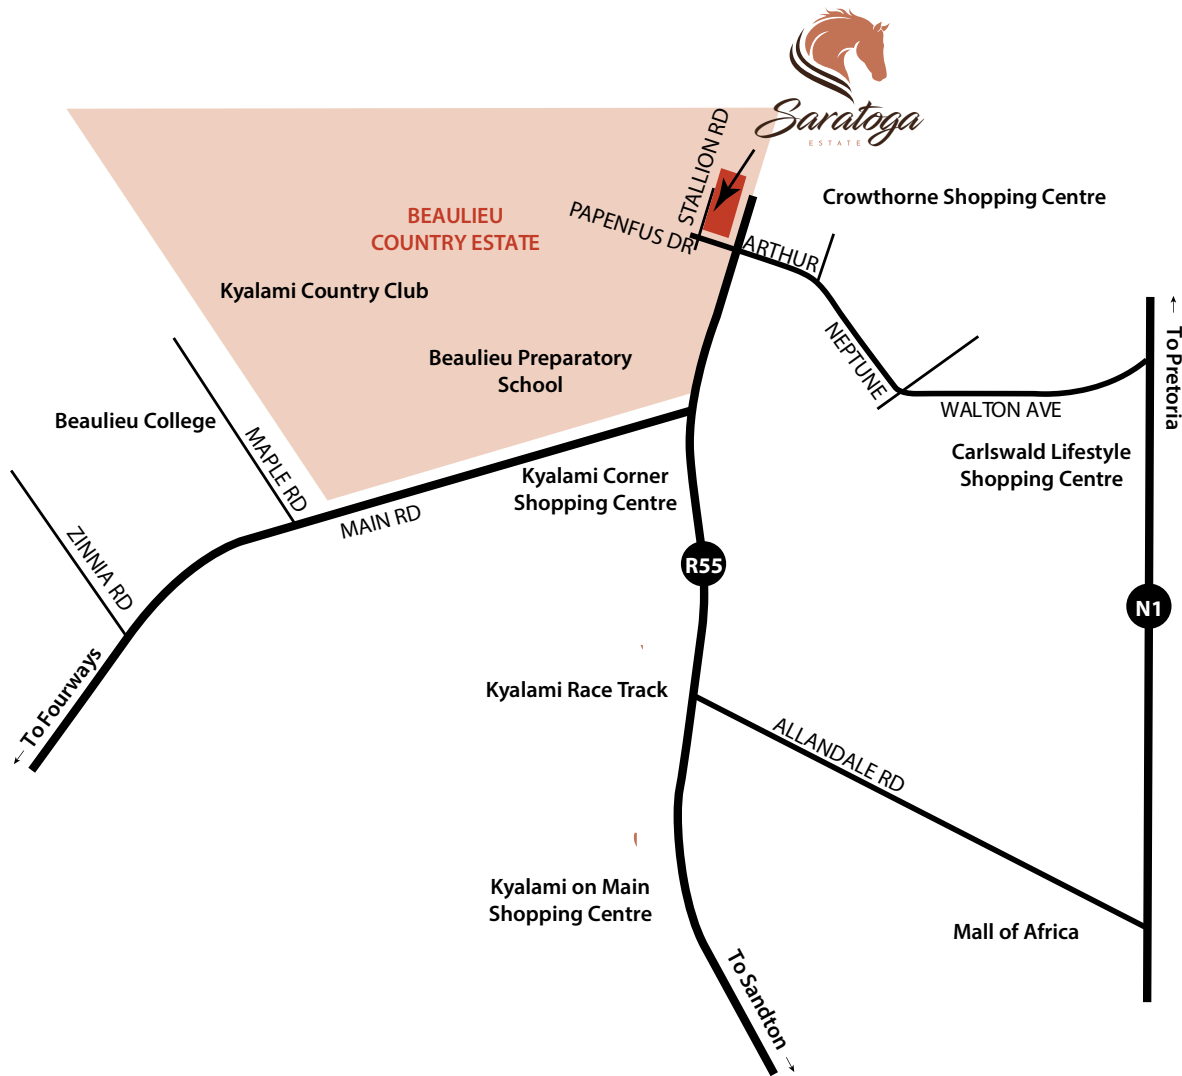 Saratoga
ESTATE
STALLION RD
PAPENFUS DR
ARTHUR
Crowthorne Shopping Centre
BEAULIEU
COUNTRY ESTATE
Kyalami Country Club
NEPTUNE
← To Pretoria
Beaulieu Preparatory
School
WALTON AVE
Beaulieu College
MAPLE RD
Carlswald Lifestyle
Shopping Centre
Kyalami Corner
Shopping Centre
MAIN RD
ZINNIA RD
R55
N1
← To Fourways
Kyalami Race Track
ALLANDALE RD
Kyalami on Main
Shopping Centre
Mall of Africa
To Sandton →